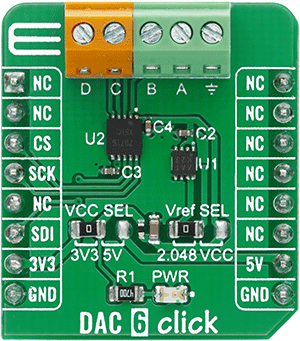 D C B A
NC NC
NC NC
CS NC
SCK NC
NC NC
SDI NC
3V3 5V
GND GND
U2
C4
C2
U1
C3
VCC SEL Vref SEL
3V3 5V 2.048 VCC
R1 PWR
DAC 6 click